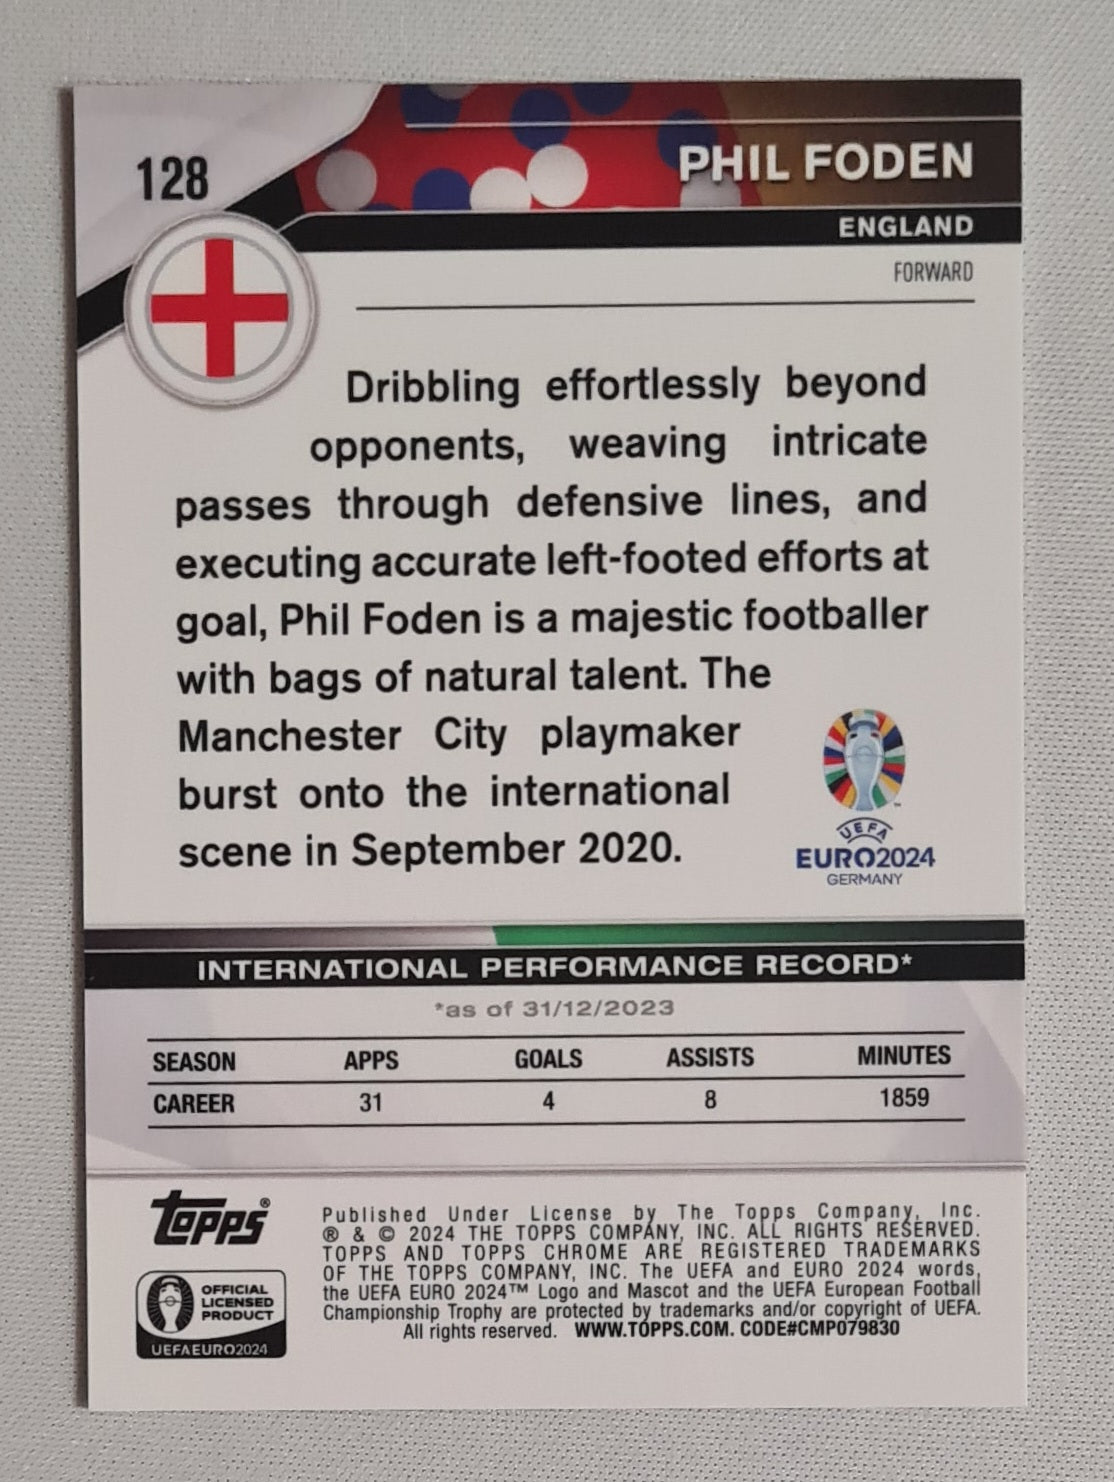 128
PHIL FODEN
ENGLAND
FORWARD
Dribbling effortlessly beyond
opponents, weaving intricate
passes through defensive lines, and
executing accurate left-footed efforts at
goal, Phil Foden is a majestic footballer
with bags of natural talent. The
Manchester City playmaker
burst onto the international
scene in September 2020.
™
UEFA
EURO2024
GERMANY
INTERNATIONAL PERFORMANCE RECORD*
*as of 31/12/2023
SEASON APPS GOALS ASSISTS MINUTES
CAREER 31 4 8 1859
topps®
OFFICIAL
LICENSED
PRODUCT
UEFAEURO2024
Published Under License by The Topps Company, Inc.
® & © 2024 THE TOPPS COMPANY, INC. ALL RIGHTS RESERVED.
TOPPS AND TOPPS CHROME ARE REGISTERED TRADEMARKS
OF THE TOPPS COMPANY, INC. The UEFA and EURO 2024 words,
the UEFA EURO 2024™ Logo and Mascot and the UEFA European Football
Championship Trophy are protected by trademarks and/or copyright of UEFA.
All rights reserved. WWW.TOPPS.COM. CODE#CMP079830